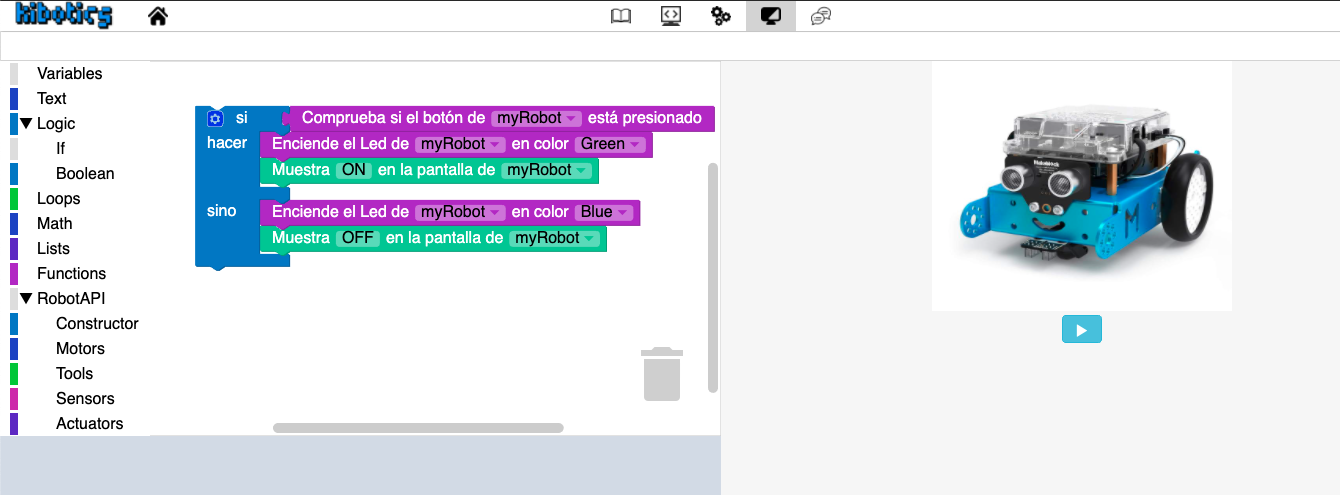 kibotics
Variables
Text
Logic
If
Boolean
Loops
Math
Lists
Functions
RobotAPI
Constructor
Motors
Tools
Sensors
Actuators
si Comprueba si el botón de myRobot está presionado
hacer Enciende el Led de myRobot en color Green
Muestra ON en la pantalla de myRobot
sino Enciende el Led de myRobot en color Blue
Muestra OFF en la pantalla de myRobot
Makeblock